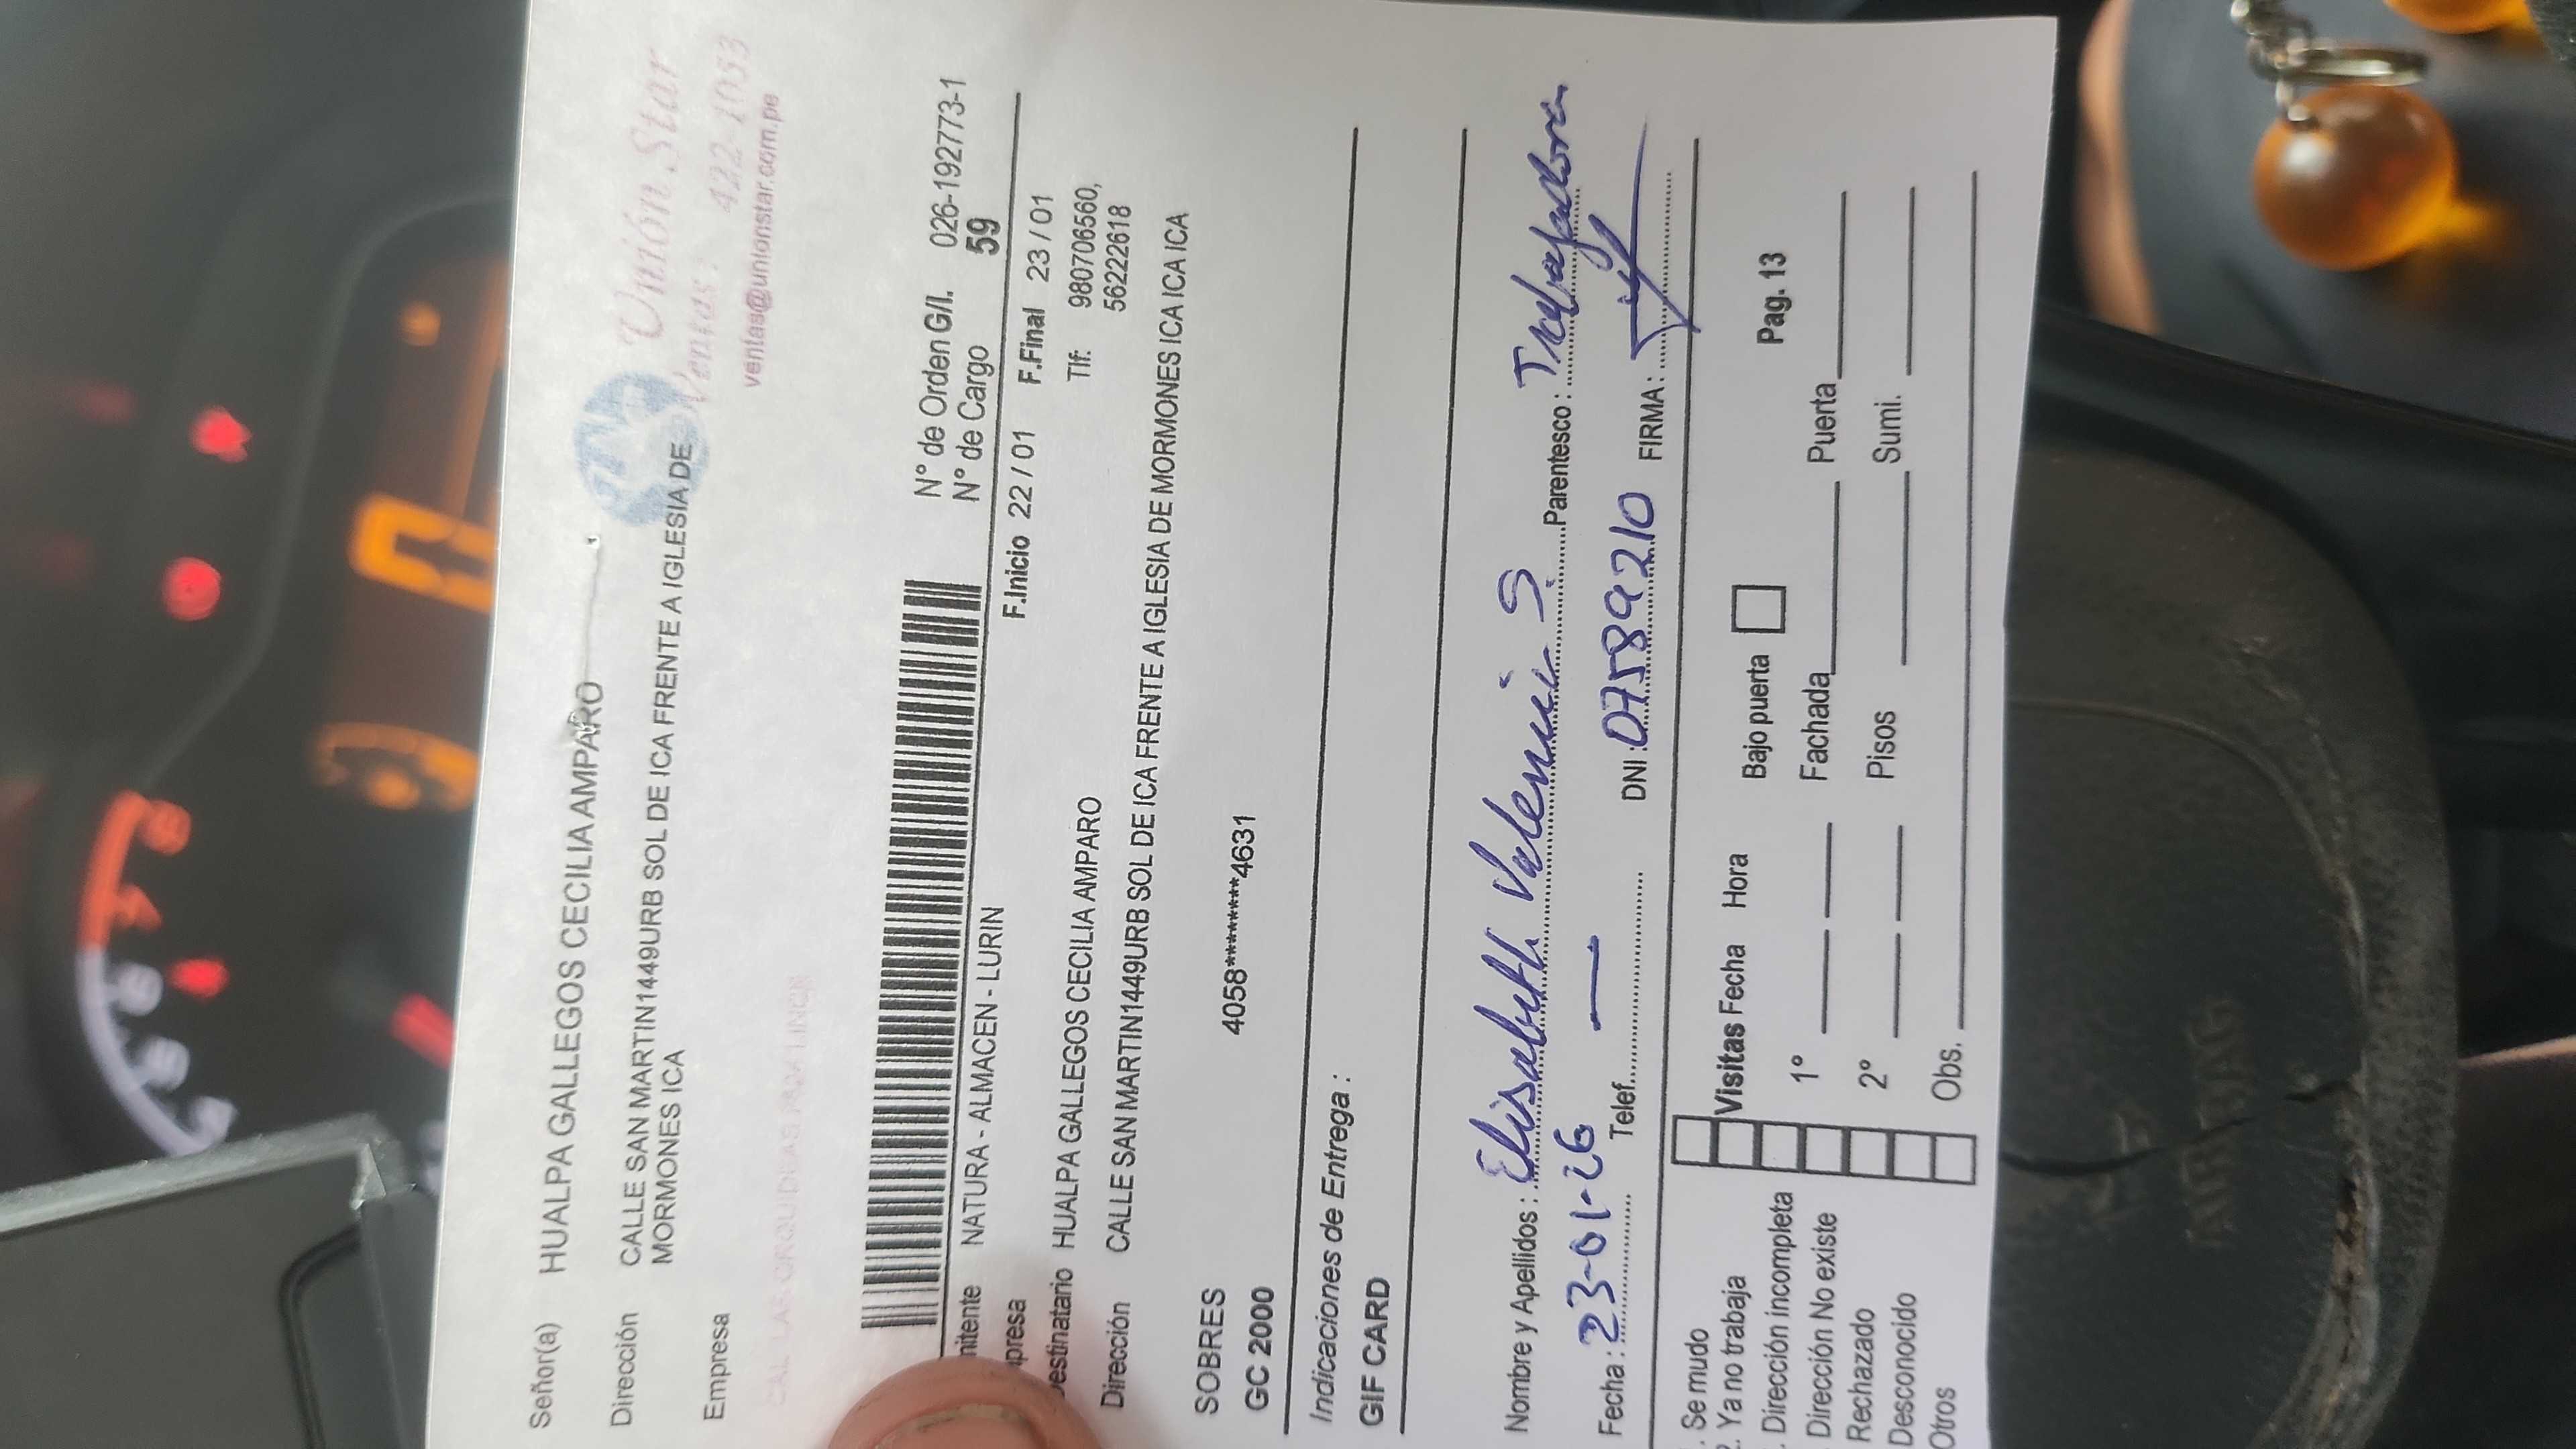 Señor(a) HUALPA GALLEGOS CECILIA AMPARO
Dirección CALLE SAN MARTIN1449URB SOL DE ICA FRENTE A IGLESIA DE
MORMONES ICA
Empresa
Unión Star
Ventas: 422-1053
ventas@unionstar.com.pe
N° de Orden G/I. 026-192773-1
N° de Cargo 59
mitente NATURA - ALMACEN - LURIN
F.Inicio 22 / 01 F.Final 23 / 01
presa
Destinatario HUALPA GALLEGOS CECILIA AMPARO Tlf: 980706560,
562222618
Dirección CALLE SAN MARTIN1449URB SOL DE ICA FRENTE A IGLESIA DE MORMONES ICA ICA ICA
SOBRES 4058********4631
GC 2000
Indicaciones de Entrega :
GIF CARD
Nombre y Apellidos : Elisabeth Valencia S. Parentesco : Trabajadora
Fecha : 23-01-26 Telef. — DNI : 07589210 FIRMA :
. Se mudo
. Ya no trabaja
. Dirección incompleta
Dirección No existe
Rechazado
Desconocido
Otros
Visitas Fecha Hora Bajo puerta Pag. 13
1° Fachada Puerta
2° Pisos Sumi.
Obs.